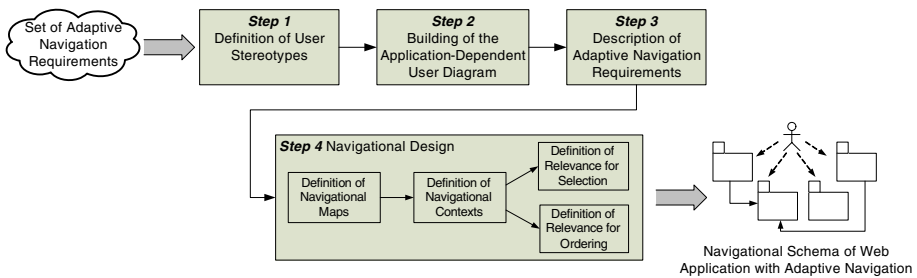 Set of Adaptive
Navigation
Requirements
Step 1
Definition of User
Stereotypes
Step 2
Building of the
Application-Dependent
User Diagram
Step 3
Description of
Adaptive Navigation
Requirements
Step 4 Navigational Design
Definition of
Navigational
Maps
Definition of
Navigational
Contexts
Definition of
Relevance for
Selection
Definition of
Relevance for
Ordering
Navigational Schema of Web
Application with Adaptive Navigation